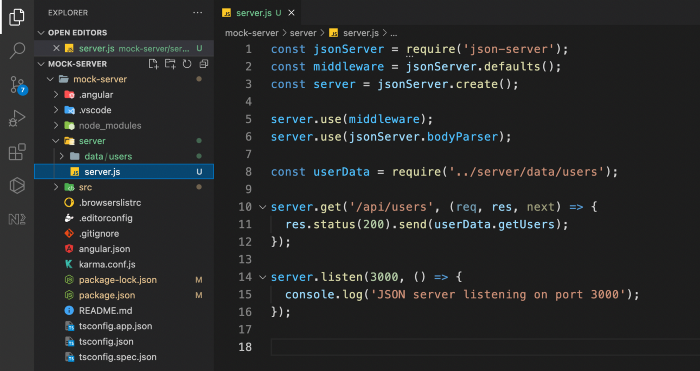 EXPLORER
···
OPEN EDITORS
server.js mock-server/ser... U
MOCK-SERVER
mock-server
.angular
.vscode
node_modules
server
data/users
server.js U
src
.browserslistrc
.editorconfig
.gitignore
angular.json
karma.conf.js
package-lock.json M
package.json M
README.md
tsconfig.app.json
tsconfig.json
tsconfig.spec.json
7
server.js U
mock-server > server > server.js > ...
1 const jsonServer = require('json-server');
2 const middleware = jsonServer.defaults();
3 const server = jsonServer.create();
4
5 server.use(middleware);
6 server.use(jsonServer.bodyParser);
7
8 const userData = require('../server/data/users');
9
10 server.get('/api/users', (req, res, next) => {
11 res.status(200).send(userData.getUsers);
12 });
13
14 server.listen(3000, () => {
15 console.log('JSON server listening on port 3000');
16 });
17
18